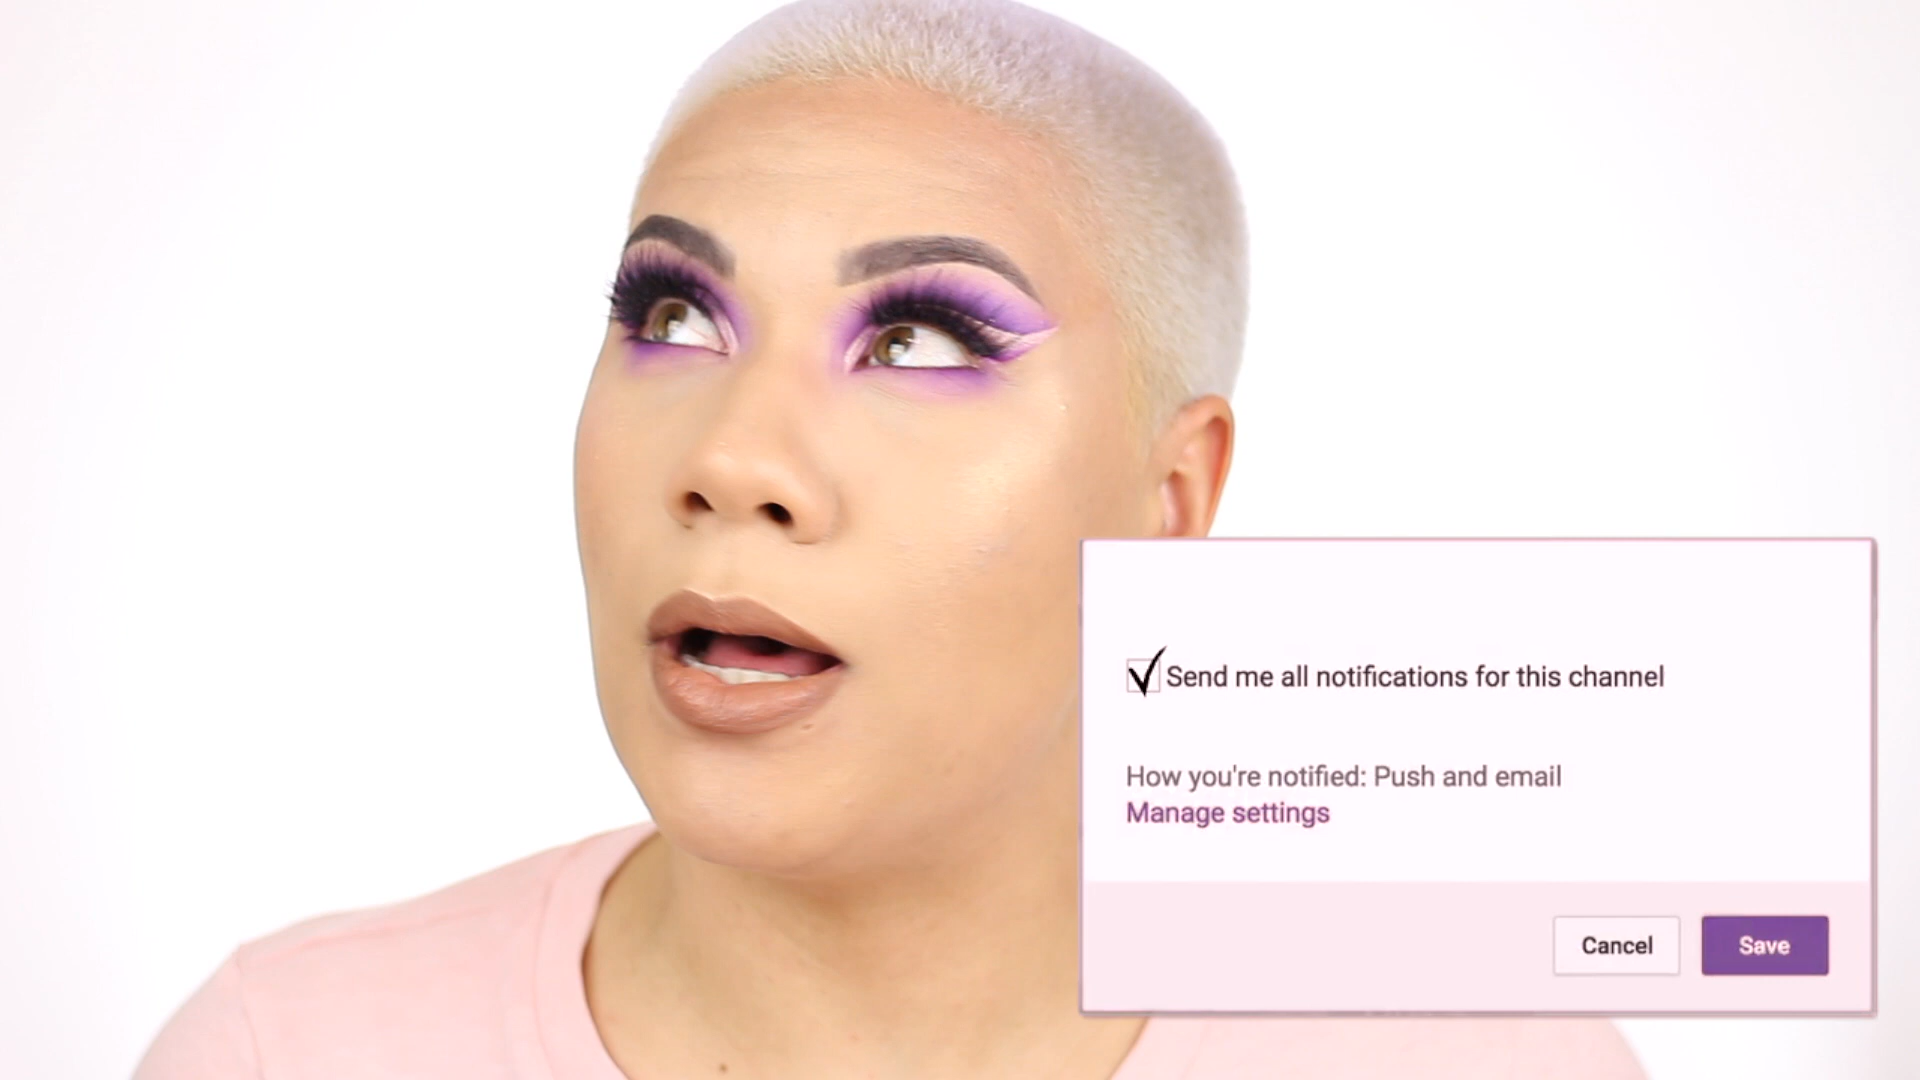 Send me all notifications for this channel
How you're notified: Push and email
Manage settings
Cancel
Save